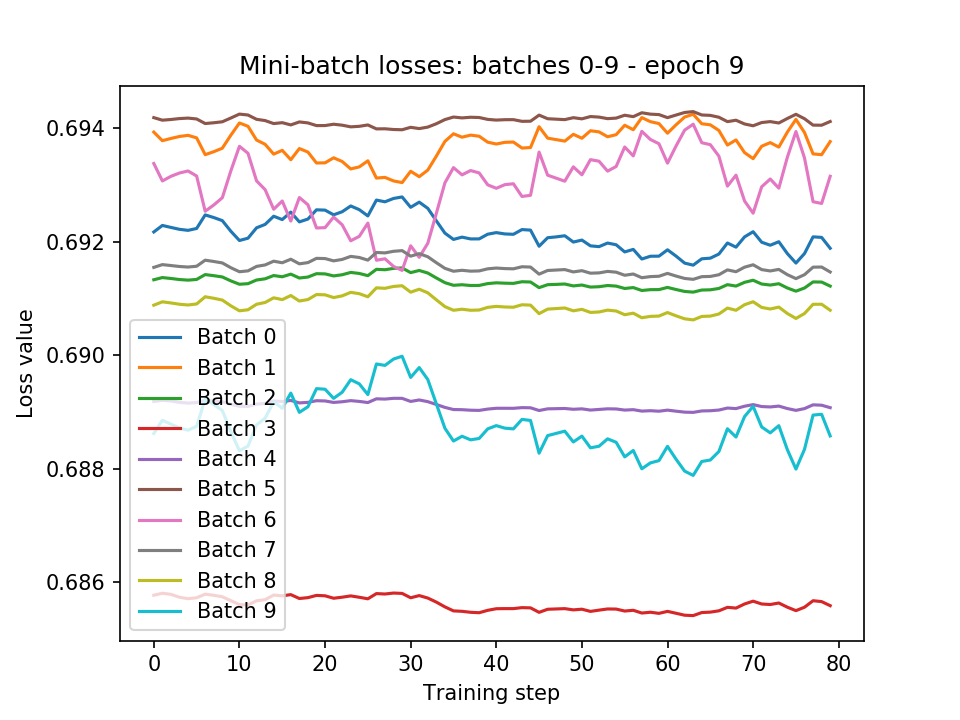 Mini-batch losses: batches 0-9 - epoch 9
Loss value
0.694
0.692
0.690
0.688
0.686
Batch 0
Batch 1
Batch 2
Batch 3
Batch 4
Batch 5
Batch 6
Batch 7
Batch 8
Batch 9
0 10 20 30 40 50 60 70 80
Training step